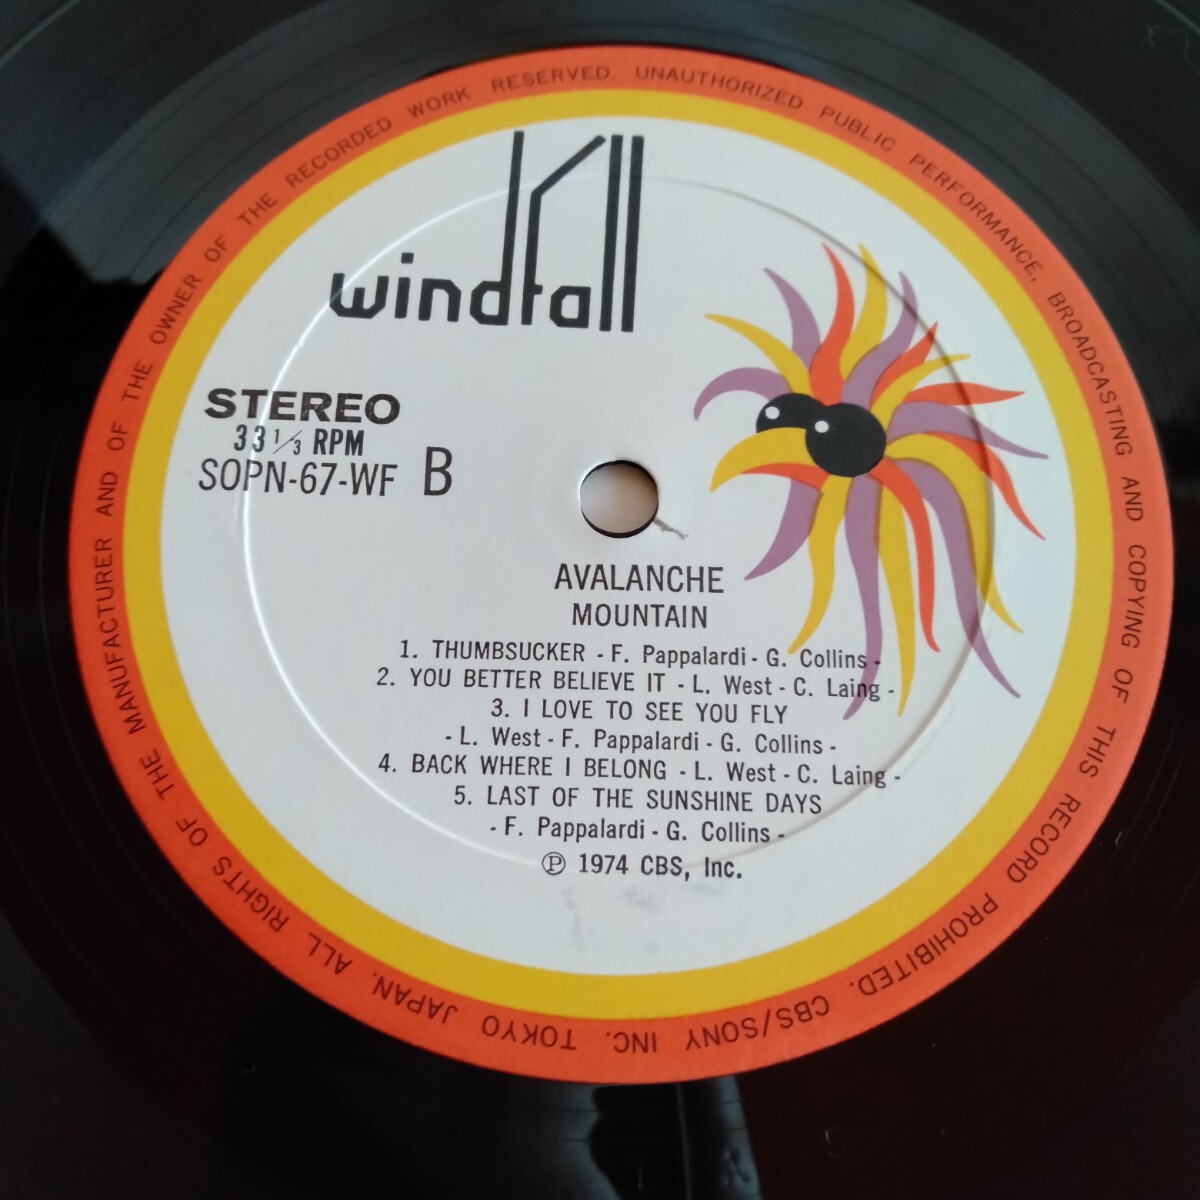 windfall
STEREO
33 1/3 RPM
SOPN-67-WF B
AVALANCHE
MOUNTAIN
1. THUMBSUCKER - F. Pappalardi - G. Collins -
2. YOU BETTER BELIEVE IT - L. West - C. Laing -
3. I LOVE TO SEE YOU FLY
- L. West - F. Pappalardi - G. Collins -
4. BACK WHERE I BELONG - L. West - C. Laing -
5. LAST OF THE SUNSHINE DAYS
- F. Pappalardi - G. Collins -
Ⓟ 1974 CBS, Inc.
ALL RIGHTS OF THE MANUFACTURER AND OF THE OWNER OF THE RECORDED WORK RESERVED. UNAUTHORIZED PUBLIC PERFORMANCE, BROADCASTING AND COPYING OF THIS RECORD PROHIBITED. CBS/SONY INC. TOKYO JAPAN.